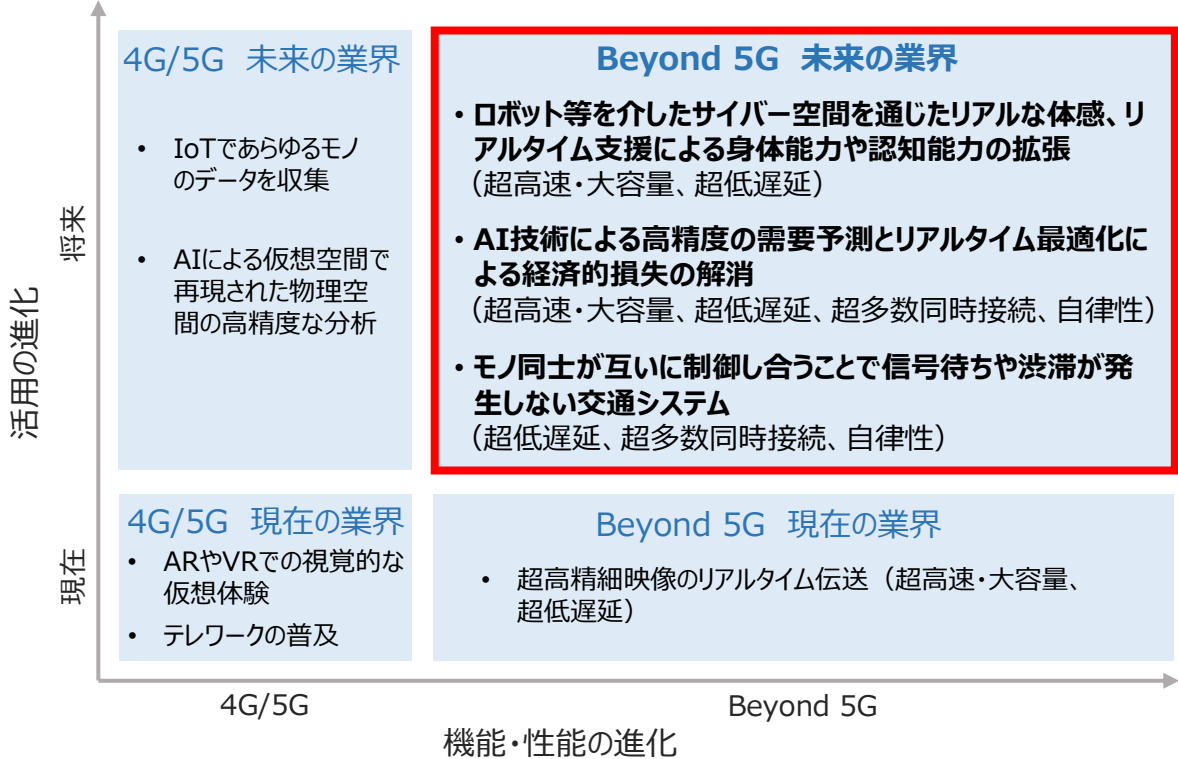 4G/5G 未来の業界
• IoTであらゆるモノ
のデータを収集
• AIによる仮想空間で
再現された物理空
間の高精度な分析
Beyond 5G 未来の業界
・ロボット等を介したサイバー空間を通じたリアルな体感、リ
アルタイム支援による身体能力や認知能力の拡張
（超高速・大容量、超低遅延）
・AI技術による高精度の需要予測とリアルタイム最適化に
よる経済的損失の解消
（超高速・大容量、超低遅延、超多数同時接続、自律性）
・モノ同士が互いに制御し合うことで信号待ちや渋滞が発
生しない交通システム
（超低遅延、超多数同時接続、自律性）
将来
活用の進化
現在
4G/5G 現在の業界
• ARやVRでの視覚的な
仮想体験
• テレワークの普及
Beyond 5G 現在の業界
• 超高精細映像のリアルタイム伝送（超高速・大容量、
超低遅延）
4G/5G
Beyond 5G
機能・性能の進化